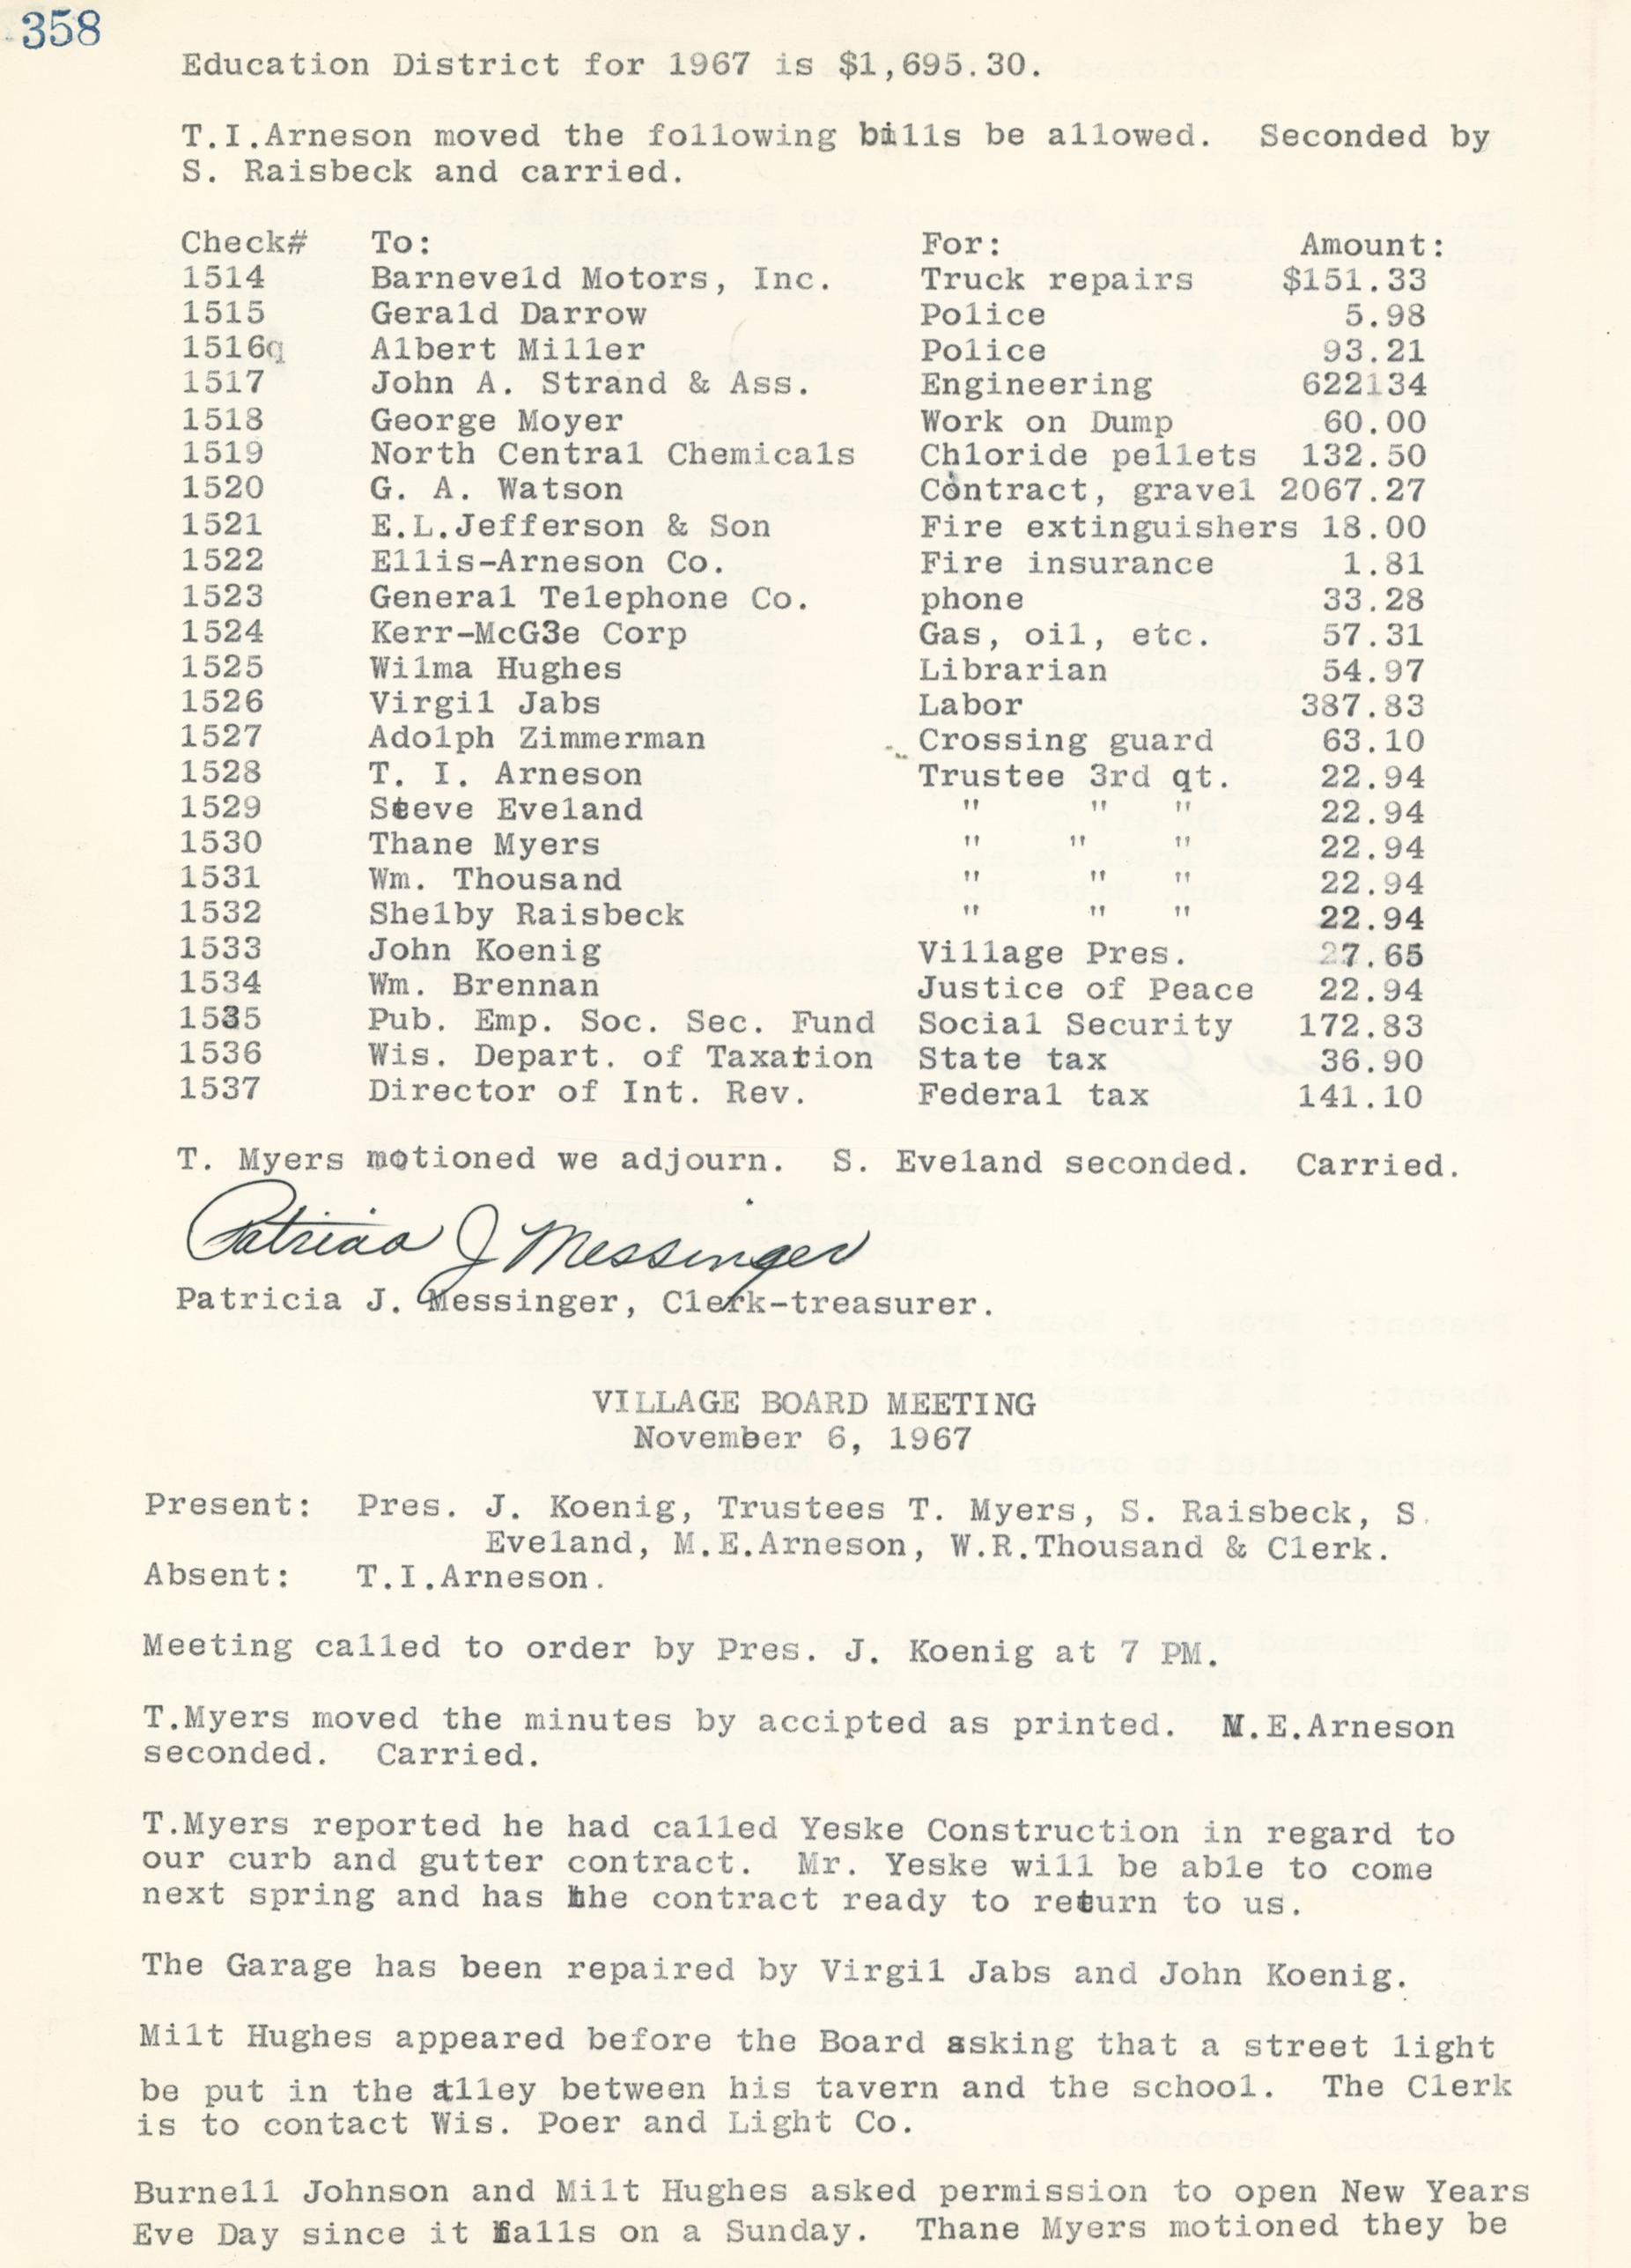 358
Education District for 1967 is $1,695.30.
T.I.Arneson moved the following bills be allowed. Seconded by
S. Raisbeck and carried.
Check# To: For: Amount:
1514 Barneveld Motors, Inc. Truck repairs $151.33
1515 Gerald Darrow Police 5.98
1516q Albert Miller Police 93.21
1517 John A. Strand & Ass. Engineering 622134
1518 George Moyer Work on Dump 60.00
1519 North Central Chemicals Chloride pellets 132.50
1520 G. A. Watson Contract, gravel 2067.27
1521 E.L.Jefferson & Son Fire extinguishers 18.00
1522 Ellis-Arneson Co. Fire insurance 1.81
1523 General Telephone Co. phone 33.28
1524 Kerr-McG3e Corp Gas, oil, etc. 57.31
1525 Wilma Hughes Librarian 54.97
1526 Virgil Jabs Labor 387.83
1527 Adolph Zimmerman Crossing guard 63.10
1528 T. I. Arneson Trustee 3rd qt. 22.94
1529 Steve Eveland " " " 22.94
1530 Thane Myers " " " 22.94
1531 Wm. Thousand " " " 22.94
1532 Shelby Raisbeck " " " 22.94
1533 John Koenig Village Pres. 27.65
1534 Wm. Brennan Justice of Peace 22.94
1535 Pub. Emp. Soc. Sec. Fund Social Security 172.83
1536 Wis. Depart. of Taxation State tax 36.90
1537 Director of Int. Rev. Federal tax 141.10
T. Myers motioned we adjourn. S. Eveland seconded. Carried.
Patricia J Messinger
Patricia J. Messinger, Clerk-treasurer.
VILLAGE BOARD MEETING
November 6, 1967
Present: Pres. J. Koenig, Trustees T. Myers, S. Raisbeck, S.
Eveland, M.E.Arneson, W.R.Thousand & Clerk.
Absent: T.I.Arneson.
Meeting called to order by Pres. J. Koenig at 7 PM.
T.Myers moved the minutes by accipted as printed. M.E.Arneson
seconded. Carried.
T.Myers reported he had called Yeske Construction in regard to
our curb and gutter contract. Mr. Yeske will be able to come
next spring and has the contract ready to return to us.
The Garage has been repaired by Virgil Jabs and John Koenig.
Milt Hughes appeared before the Board asking that a street light
be put in the alley between his tavern and the school. The Clerk
is to contact Wis. Poer and Light Co.
Burnell Johnson and Milt Hughes asked permission to open New Years
Eve Day since it falls on a Sunday. Thane Myers motioned they be